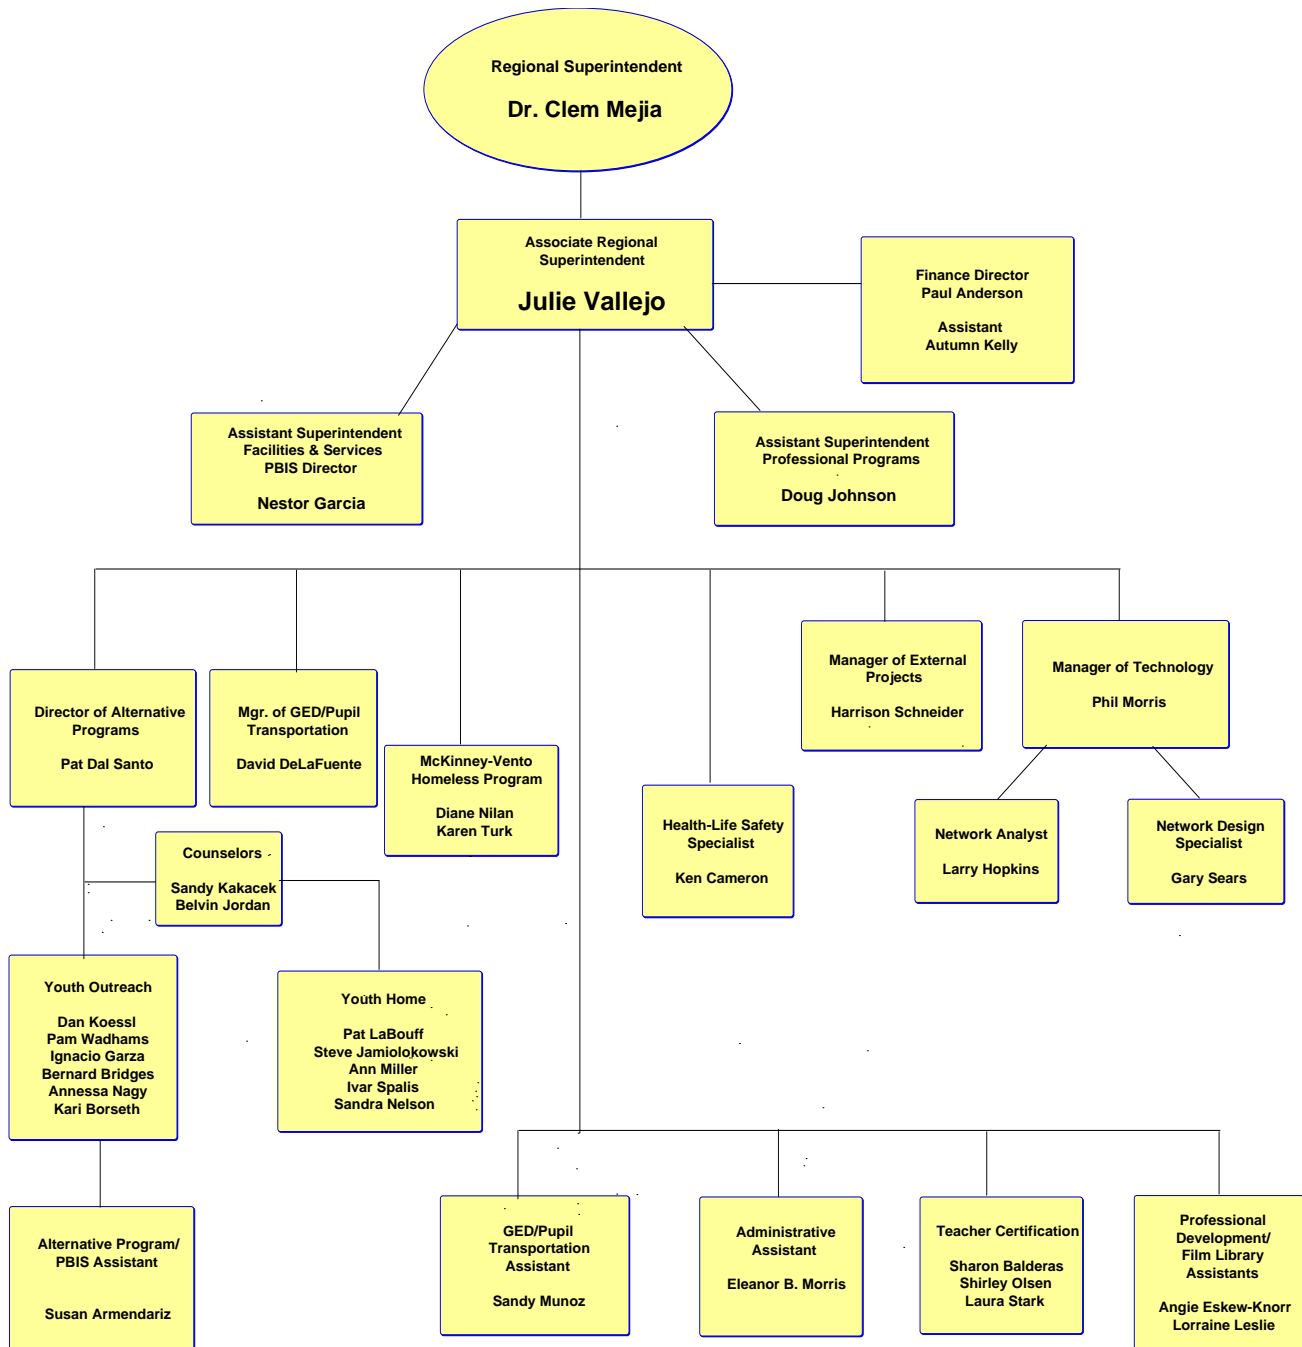 Regional Superintendent
Dr. Clem Mejia
Associate Regional
Superintendent
Julie Vallejo
Finance Director
Paul Anderson
Assistant
Autumn Kelly
Assistant Superintendent
Facilities & Services
PBIS Director
Nestor Garcia
Assistant Superintendent
Professional Programs
Doug Johnson
Director of Alternative
Programs
Pat Dal Santo
Mgr. of GED/Pupil
Transportation
David DeLaFuente
McKinney-Vento
Homeless Program
Diane Nilan
Karen Turk
Health-Life Safety
Specialist
Ken Cameron
Manager of External
Projects
Harrison Schneider
Manager of Technology
Phil Morris
Network Analyst
Larry Hopkins
Network Design
Specialist
Gary Sears
Counselors
Sandy Kakacek
Belvin Jordan
Youth Outreach
Dan Koessl
Pam Wadhams
Ignacio Garza
Bernard Bridges
Annessa Nagy
Kari Borseth
Youth Home
Pat LaBouff
Steve Jamiolokowski
Ann Miller
Ivar Spalis
Sandra Nelson
Alternative Program/
PBIS Assistant
Susan Armendariz
GED/Pupil
Transportation
Assistant
Sandy Munoz
Administrative
Assistant
Eleanor B. Morris
Teacher Certification
Sharon Balderas
Shirley Olsen
Laura Stark
Professional
Development/
Film Library
Assistants
Angie Eskew-Knorr
Lorraine Leslie